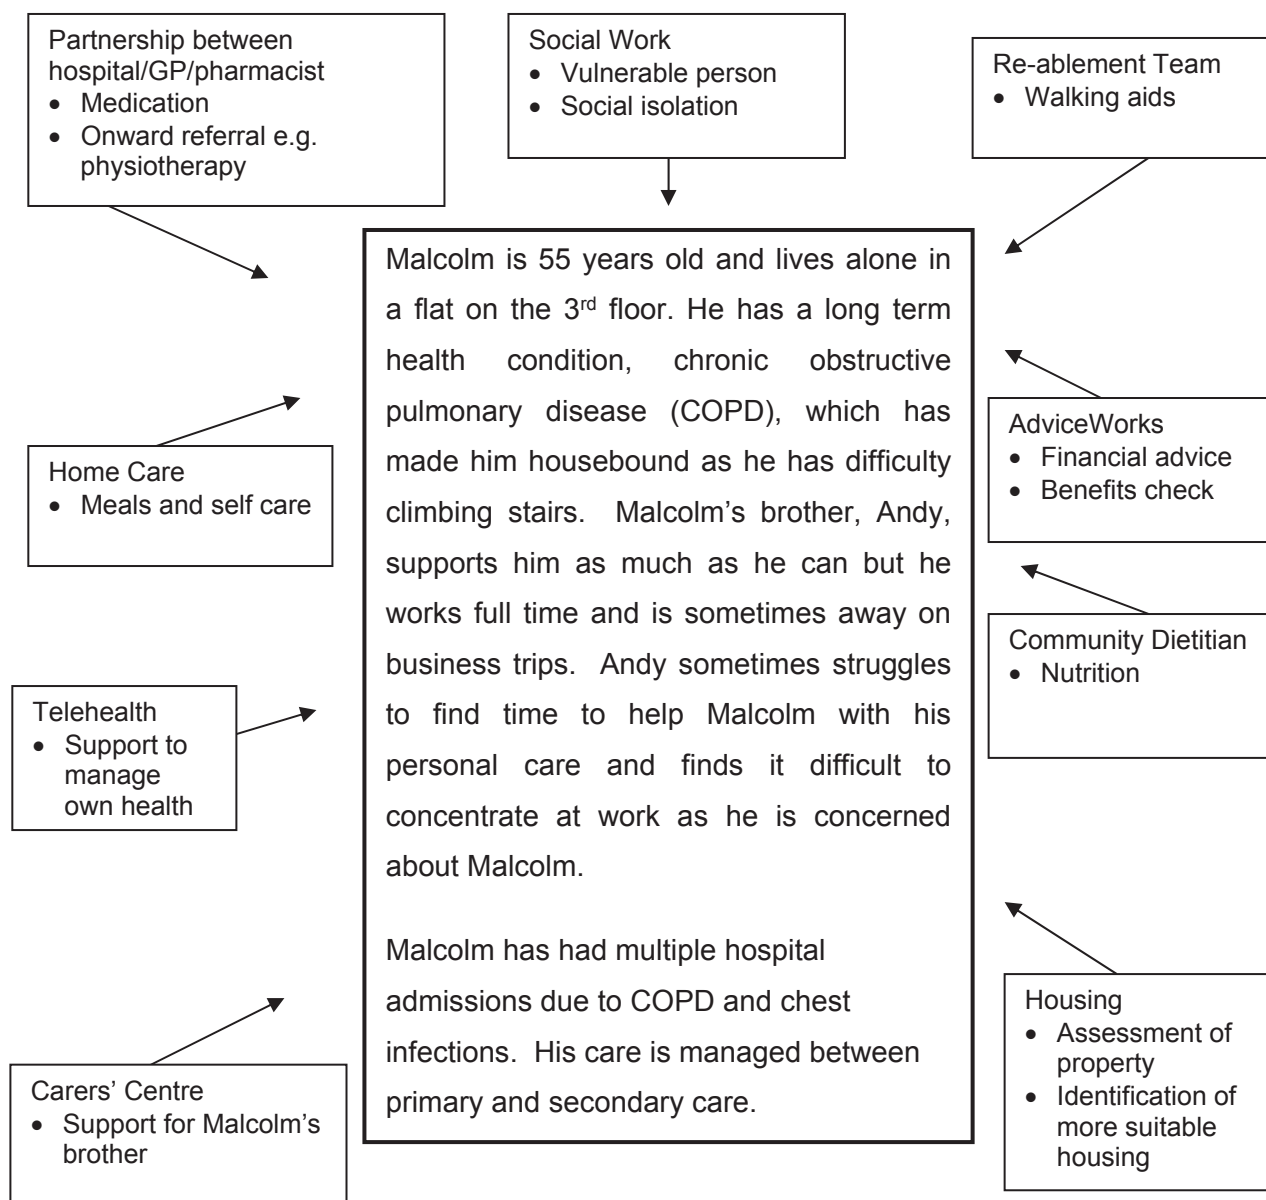 Partnership between
hospital/GP/pharmacist
• Medication
• Onward referral e.g.
physiotherapy
Social Work
• Vulnerable person
• Social isolation
Re-ablement Team
• Walking aids
Malcolm is 55 years old and lives alone in
a flat on the 3rd floor. He has a long term
health condition, chronic obstructive
pulmonary disease (COPD), which has
made him housebound as he has difficulty
climbing stairs. Malcolm’s brother, Andy,
supports him as much as he can but he
works full time and is sometimes away on
business trips. Andy sometimes struggles
to find time to help Malcolm with his
personal care and finds it difficult to
concentrate at work as he is concerned
about Malcolm.
Malcolm has had multiple hospital
admissions due to COPD and chest
infections. His care is managed between
primary and secondary care.
Home Care
• Meals and self care
AdviceWorks
• Financial advice
• Benefits check
Community Dietitian
• Nutrition
Telehealth
• Support to
manage
own health
Housing
• Assessment of
property
• Identification of
more suitable
housing
Carers’ Centre
• Support for Malcolm’s
brother